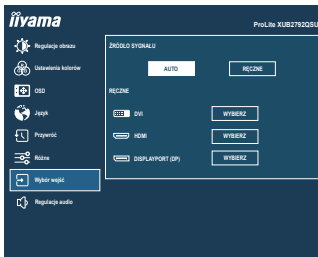 iiyama
ProLite XUB2792QSU
Regulacje obrazu
Ustawienia kolorów
OSD
Język
Przywróć
Różne
Wybór wejść
Regulacje audio
ŹRÓDŁO SYGNAŁU
AUTO RĘCZNE
RĘCZNE
DVI WYBIERZ
HDMI WYBIERZ
DISPLAYPORT (DP) WYBIERZ